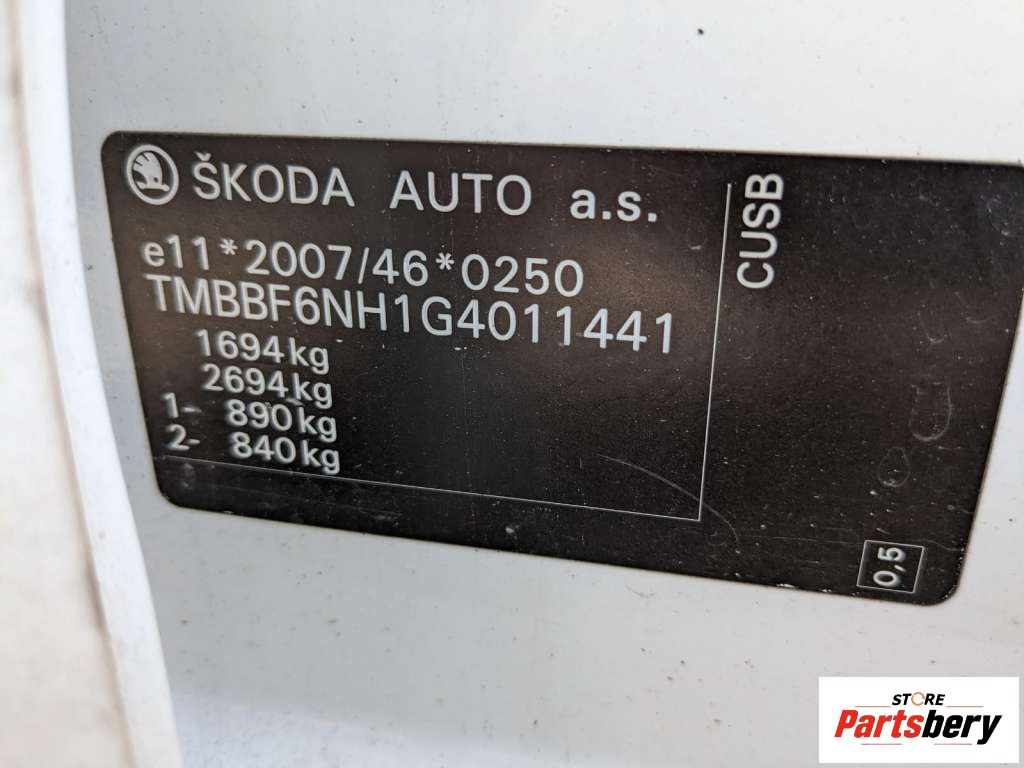 ŠKODA AUTO a.s.
e11*2007/46*0250
TMBBF6NH1G4011441
1694kg
2694kg
1- 890kg
2- 840kg
CUSB
0,5
STORE
Partsbery